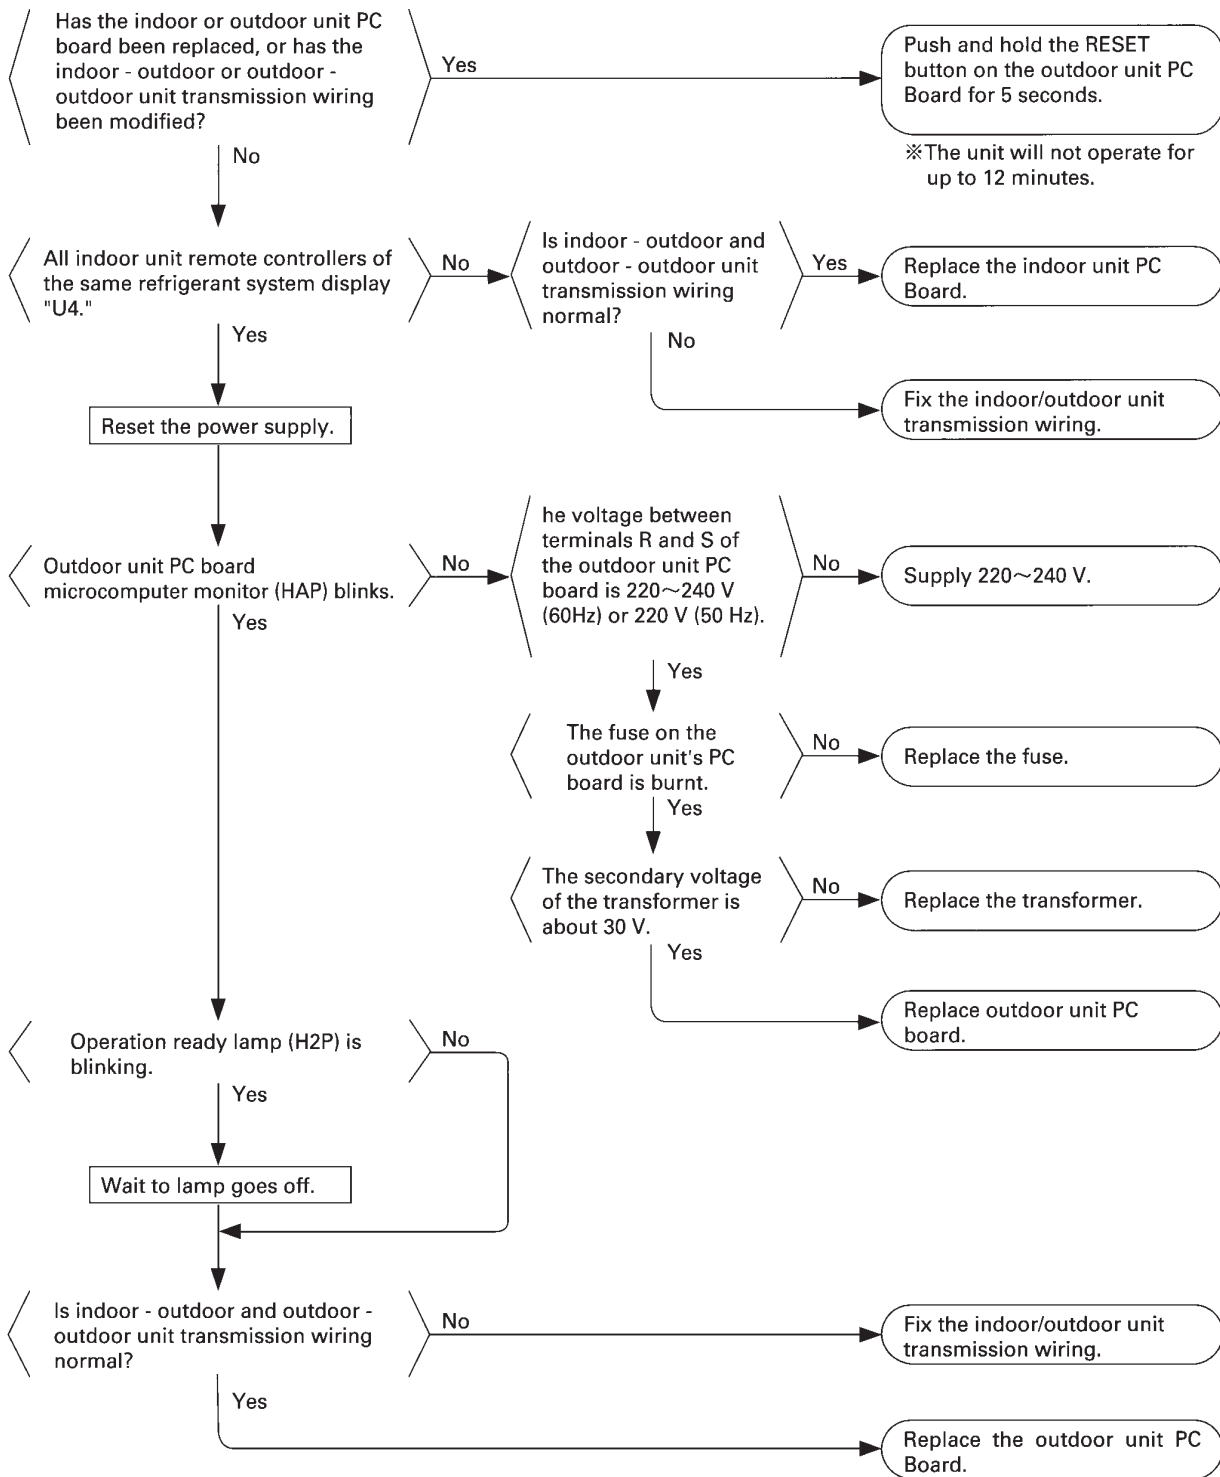 Has the indoor or outdoor unit PC
board been replaced, or has the
indoor - outdoor or outdoor -
outdoor unit transmission wiring
been modified?
Yes
Push and hold the RESET
button on the outdoor unit PC
Board for 5 seconds.
※The unit will not operate for
up to 12 minutes.
No
All indoor unit remote controllers of
the same refrigerant system display
"U4."
No
Is indoor - outdoor and
outdoor - outdoor unit
transmission wiring
normal?
Yes
Replace the indoor unit PC
Board.
Yes
No
Fix the indoor/outdoor unit
transmission wiring.
Reset the power supply.
Outdoor unit PC board
microcomputer monitor (HAP) blinks.
No
he voltage between
terminals R and S of
the outdoor unit PC
board is 220~240 V
(60Hz) or 220 V (50 Hz).
No
Supply 220~240 V.
Yes
Yes
The fuse on the
outdoor unit's PC
board is burnt.
No
Replace the fuse.
Yes
The secondary voltage
of the transformer is
about 30 V.
No
Replace the transformer.
Yes
Replace outdoor unit PC
board.
Operation ready lamp (H2P) is
blinking.
No
Yes
Wait to lamp goes off.
Is indoor - outdoor and outdoor -
outdoor unit transmission wiring
normal?
No
Fix the indoor/outdoor unit
transmission wiring.
Yes
Replace the outdoor unit PC
Board.